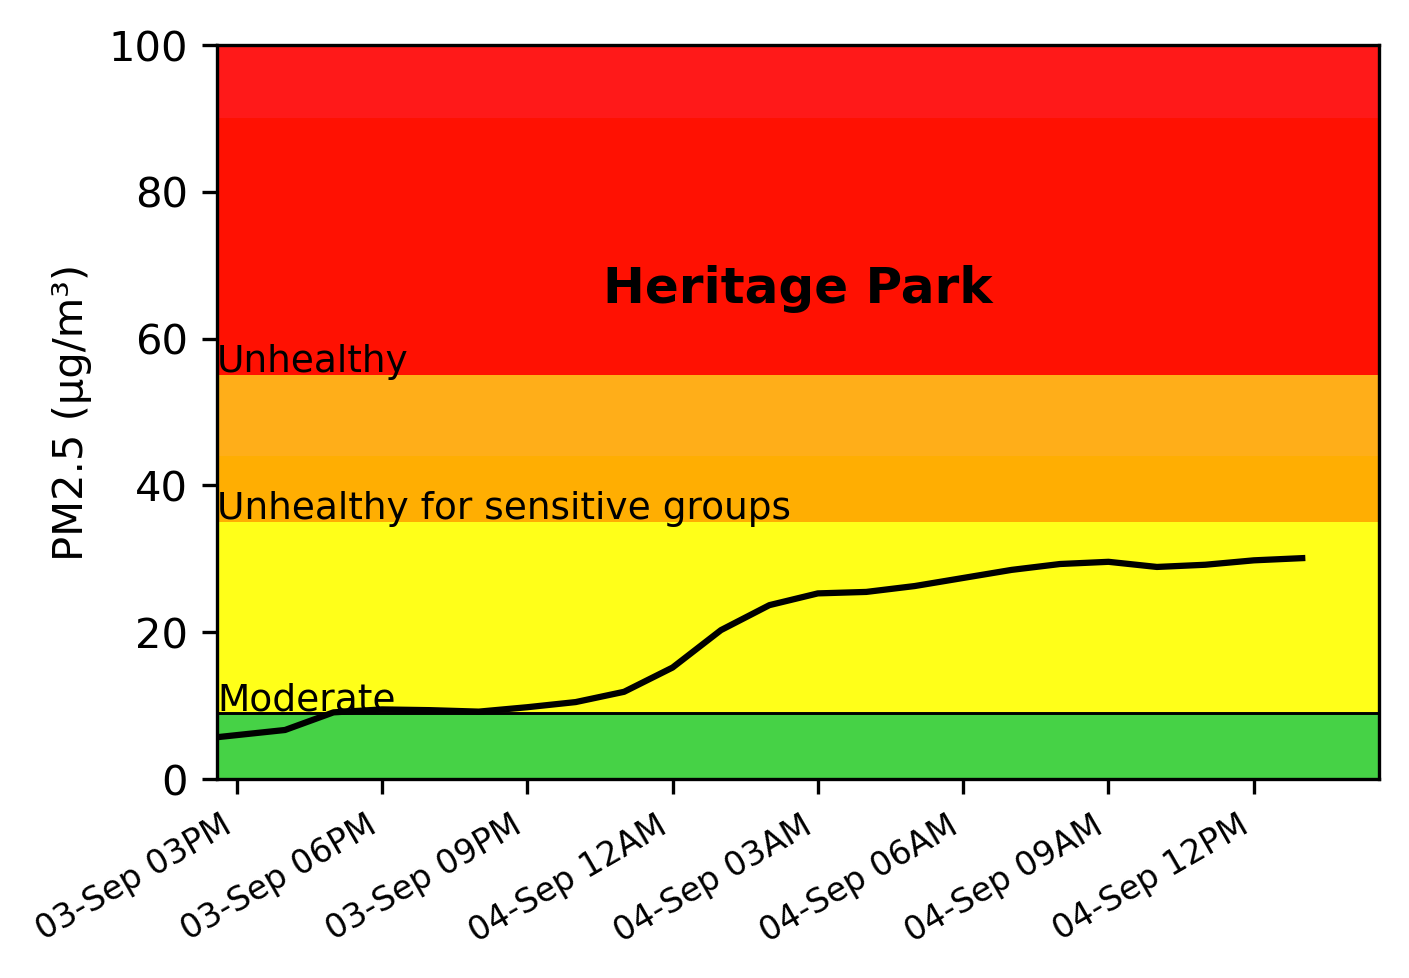 100
80
60
40
20
0
PM2.5 (µg/m³)
Heritage Park
Unhealthy
Unhealthy for sensitive groups
Moderate
03-Sep 03PM
03-Sep 06PM
03-Sep 09PM
04-Sep 12AM
04-Sep 03AM
04-Sep 06AM
04-Sep 09AM
04-Sep 12PM